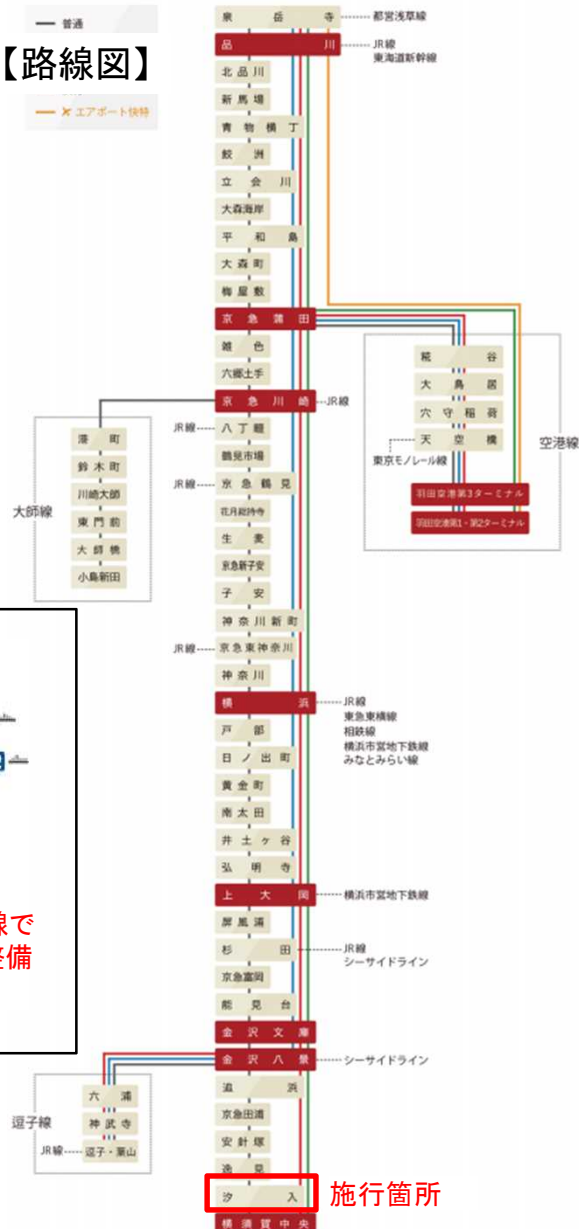 普通
【路線図】
エアポート快特
泉岳寺
都営浅草線
品川
JR線
東海道新幹線
北品川
新馬場
青物横丁
鮫洲
立会川
大森海岸
平和島
大森町
梅屋敷
京急蒲田
雑色
六郷土手
京急川崎
JR線
糀谷
大鳥居
穴守稲荷
天空橋
東京モノレール線
羽田空港第3ターミナル
羽田空港第1・第2ターミナル
空港線
港町
鈴木町
川崎大師
東門前
大師橋
小島新田
大師線
JR線
八丁畷
鶴見市場
JR線
京急鶴見
花月総持寺
生麦
京急新子安
子安
神奈川新町
JR線
京急東神奈川
神奈川
横浜
JR線
東急東横線
相鉄線
横浜市営地下鉄線
みなとみらい線
戸部
日ノ出町
黄金町
南太田
井土ヶ谷
弘明寺
上大岡
横浜市営地下鉄線
屏風浦
杉田
JR線
シーサイドライン
京急富岡
能見台
金沢文庫
金沢八景
シーサイドライン
線で
整備
六浦
神武寺
JR線
逗子・葉山
逗子線
追浜
京急田浦
安針塚
逸見
汐入
施行箇所
横須賀中央